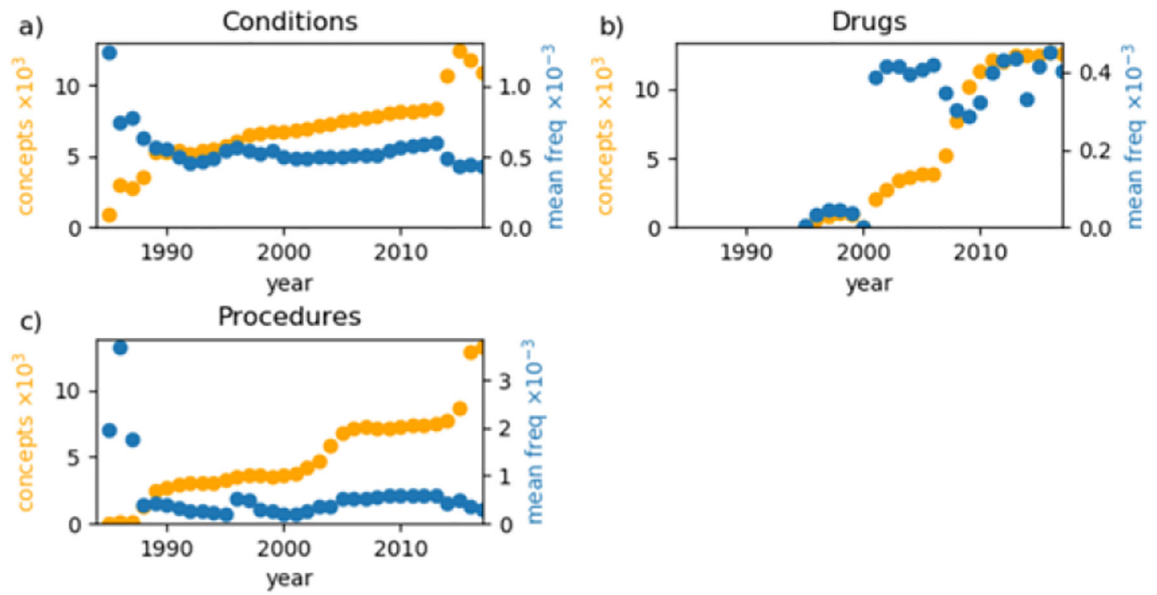 a)
Conditions
concepts ×10³
10
5
0
1.0
0.5
0.0
mean freq ×10⁻³
1990
2000
2010
year
b)
Drugs
concepts ×10³
10
5
0
0.4
0.2
0.0
mean freq ×10⁻³
1990
2000
2010
year
c)
Procedures
concepts ×10³
10
5
0
3
2
1
0
mean freq ×10⁻³
1990
2000
2010
year